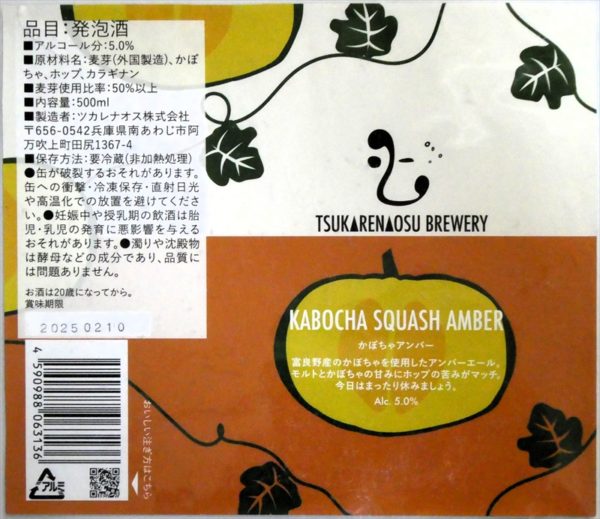 品目：発泡酒
■アルコール分：5.0%
■原材料名：麦芽(外国製造)、かぼ
ちゃ、ホップ、カラギナン
■麦芽使用比率：50%以上
■内容量：500ml
■製造者：ツカレナオス株式会社
〒656-0542兵庫県南あわじ市阿
万吹上町田尻1367-4
■保存方法：要冷蔵(非加熱処理)
●缶が破裂するおそれがあります。
缶への衝撃・冷凍保存・直射日光
や高温化での放置を避けてくださ
い。●妊娠中や授乳期の飲酒は胎
児・乳児の発育に悪影響を与える
おそれがあります。●濁りや沈殿物
は酵母などの成分であり、品質に
は問題ありません。
お酒は20歳になってから。
賞味期限
20250210
4 590988 063136
アルミ
おいしい注ぎ方はこちら
TSUKARENAOSU BREWERY
KABOCHA SQUASH AMBER
かぼちゃアンバー
富良野産のかぼちゃを使用したアンバーエール。
モルトとかぼちゃの甘みにホップの苦みがマッチ。
今日はまったり休みましょう。
Alc. 5.0%